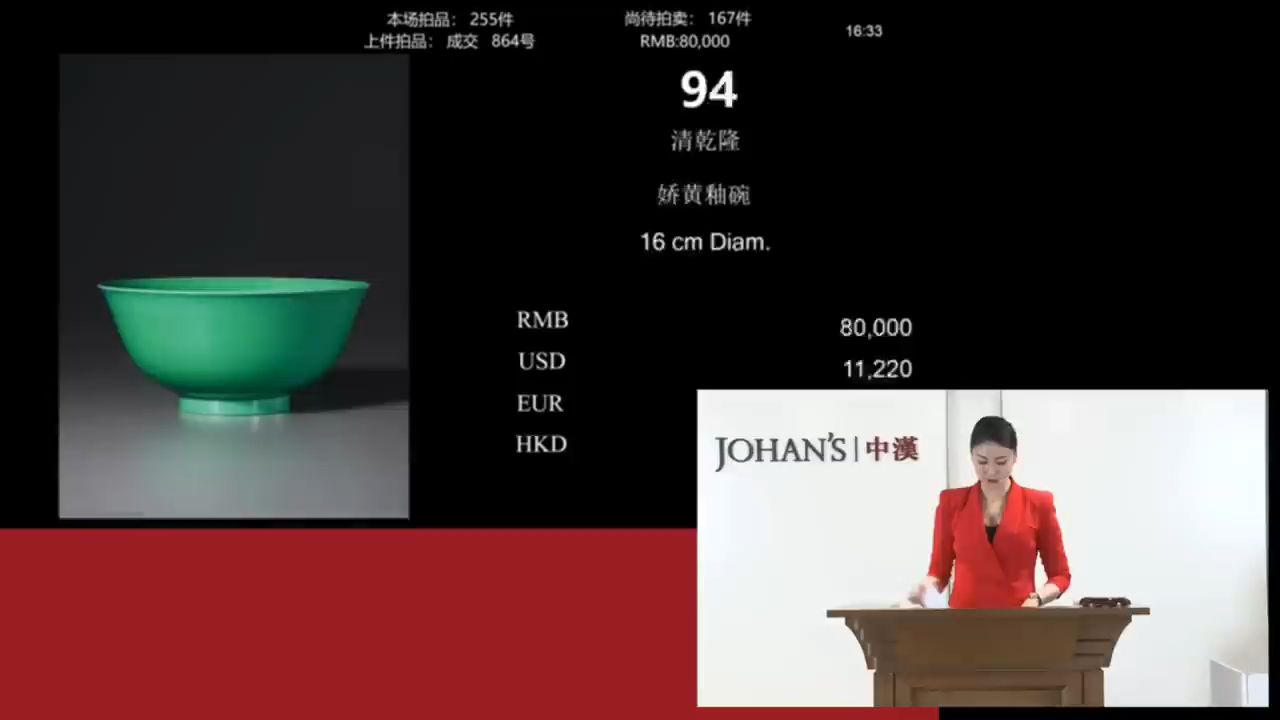 本场拍品： 255件
尚待拍卖： 167件
上件拍品： 成交 864号
RMB:80,000
16:33
94
清乾隆
娇黄釉碗
16 cm Diam.
RMB 80,000
USD 11,220
EUR
HKD
JOHAN'S | 中漢